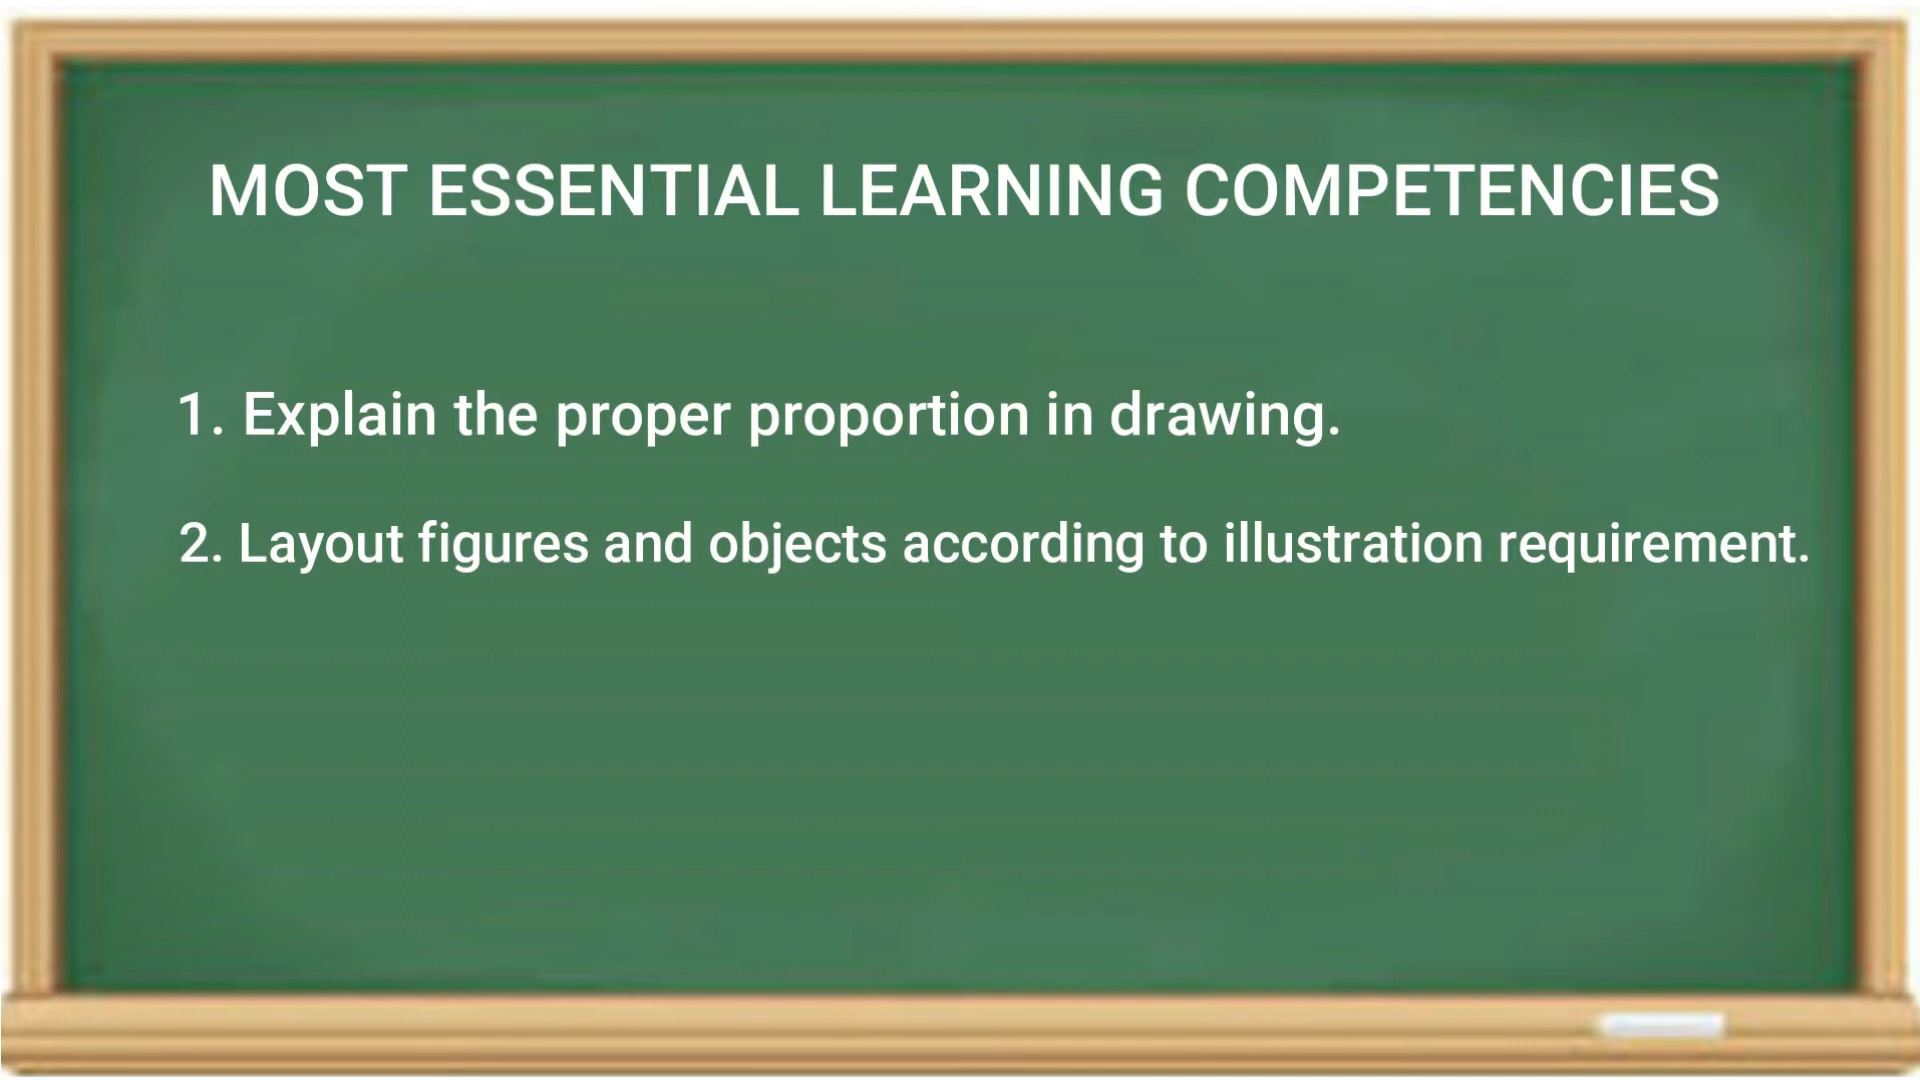 MOST ESSENTIAL LEARNING COMPETENCIES
1. Explain the proper proportion in drawing.
2. Layout figures and objects according to illustration requirement.